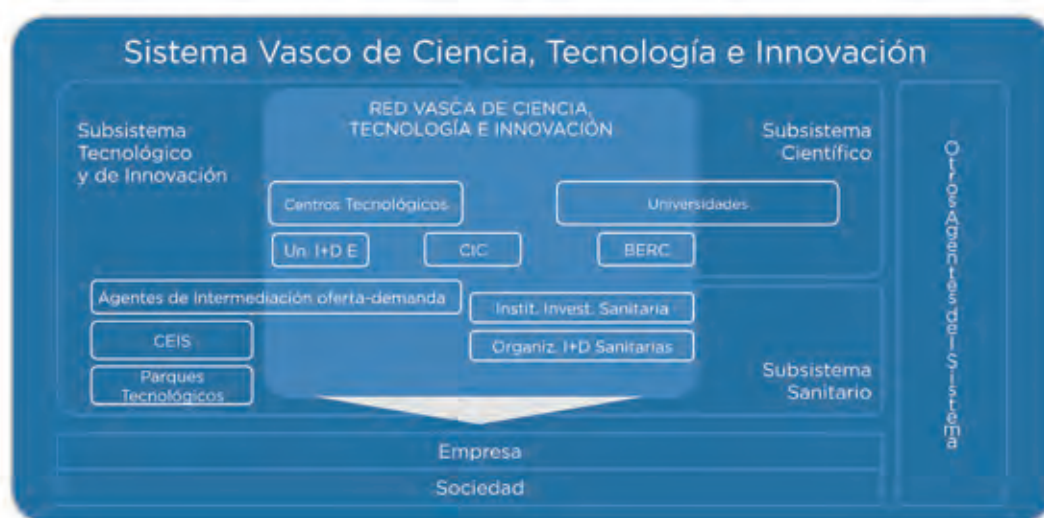 Sistema Vasco de Ciencia, Tecnología e Innovación
RED VASCA DE CIENCIA,
TECNOLOGÍA E INNOVACIÓN
Subsistema
Tecnológico
y de Innovación
Subsistema
Científico
Centros Tecnológicos
Universidades
Un. I+D E
CIC
BERC
Agentes de Intermediación oferta-demanda
Instit. Invest. Sanitaria
CEIS
Organiz. I+D Sanitarias
Parques
Tecnológicos
Subsistema
Sanitario
Empresa
Sociedad
Otros Agentes del Sistema